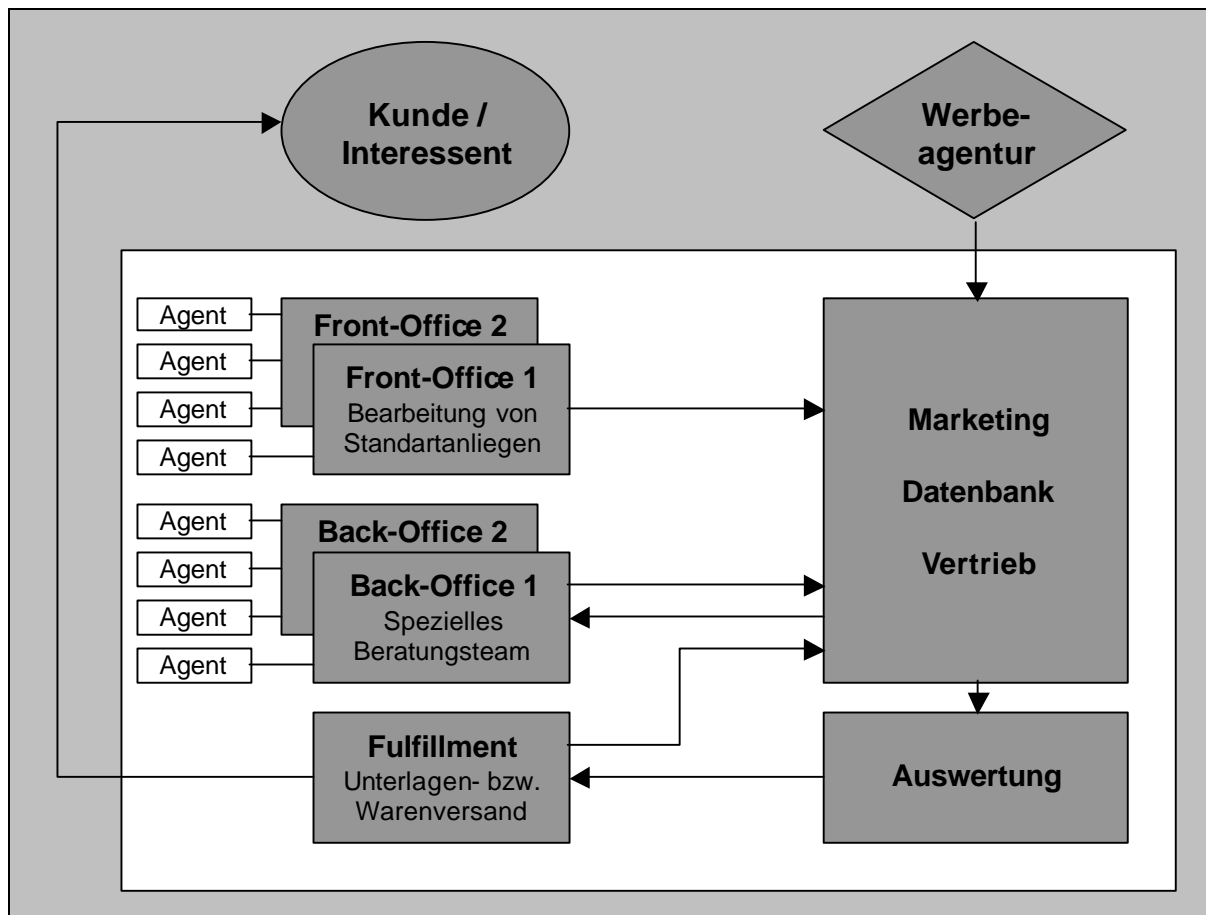 Kunde /
Interessent
Werbe-
agentur
Agent
Agent
Agent
Agent
Front-Office 2
Front-Office 1
Bearbeitung von
Standartanliegen
Agent
Agent
Agent
Agent
Back-Office 2
Back-Office 1
Spezielles
Beratungsteam
Marketing
Datenbank
Vertrieb
Fulfillment
Unterlagen- bzw.
Warenversand
Auswertung